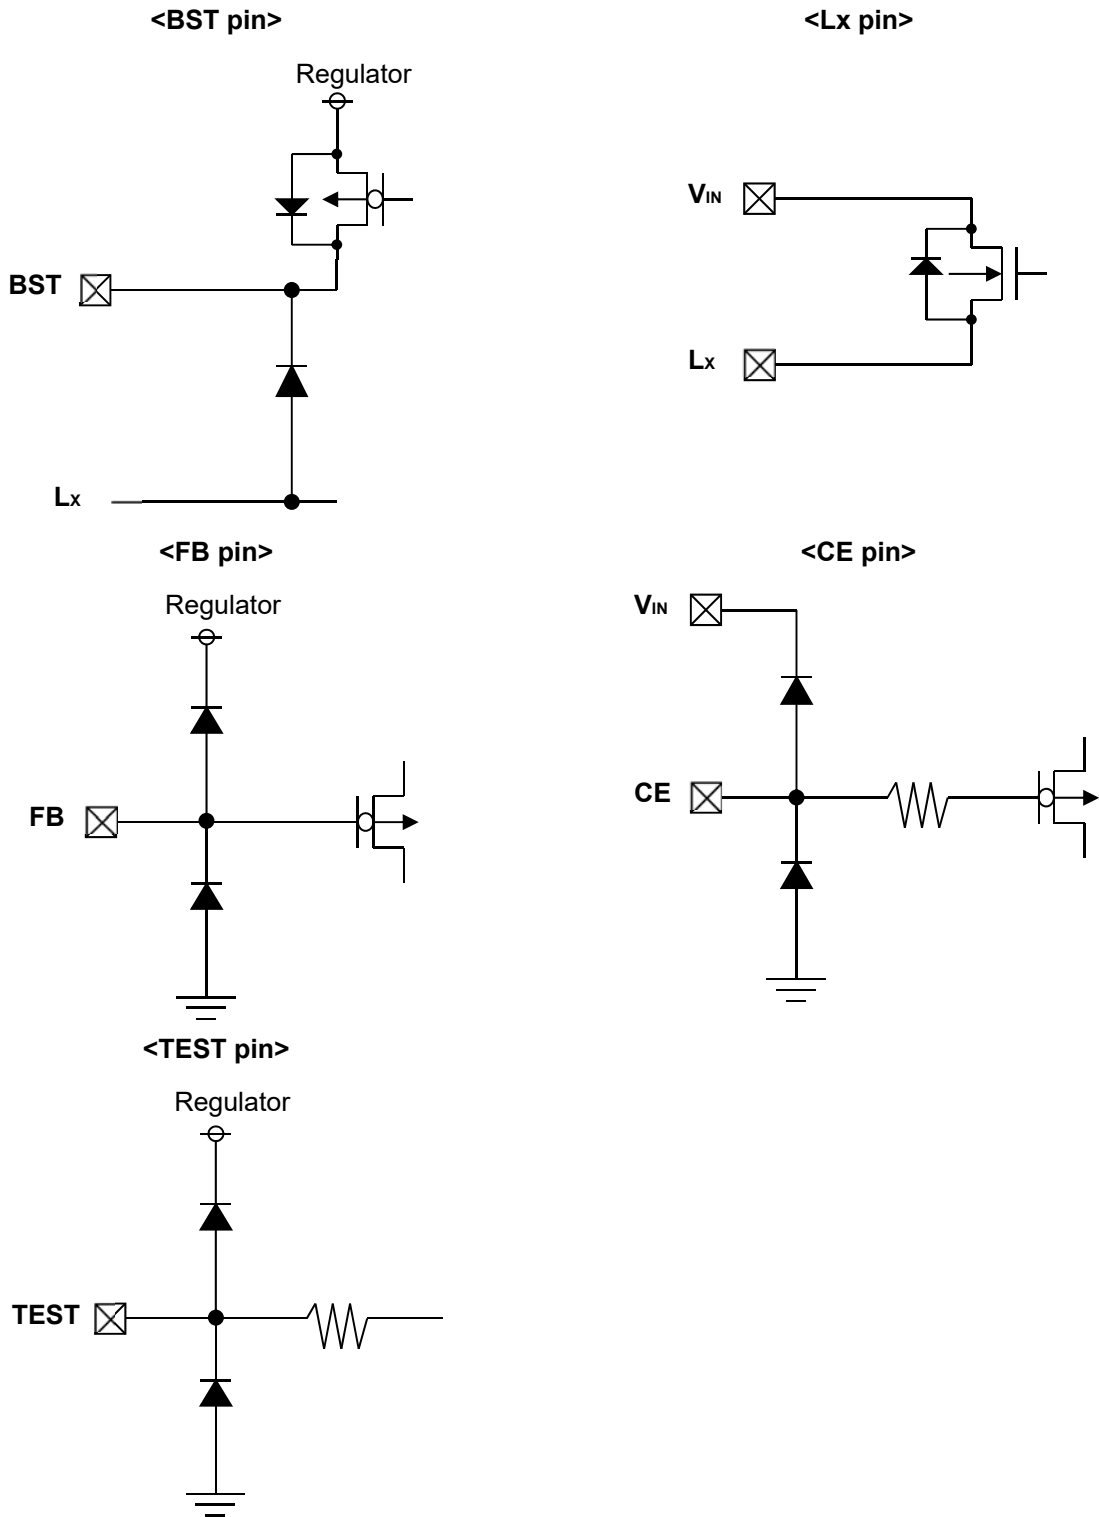 <BST pin>
Regulator
BST
Lx
<Lx pin>
VIN
Lx
<FB pin>
Regulator
FB
<CE pin>
VIN
CE
<TEST pin>
Regulator
TEST